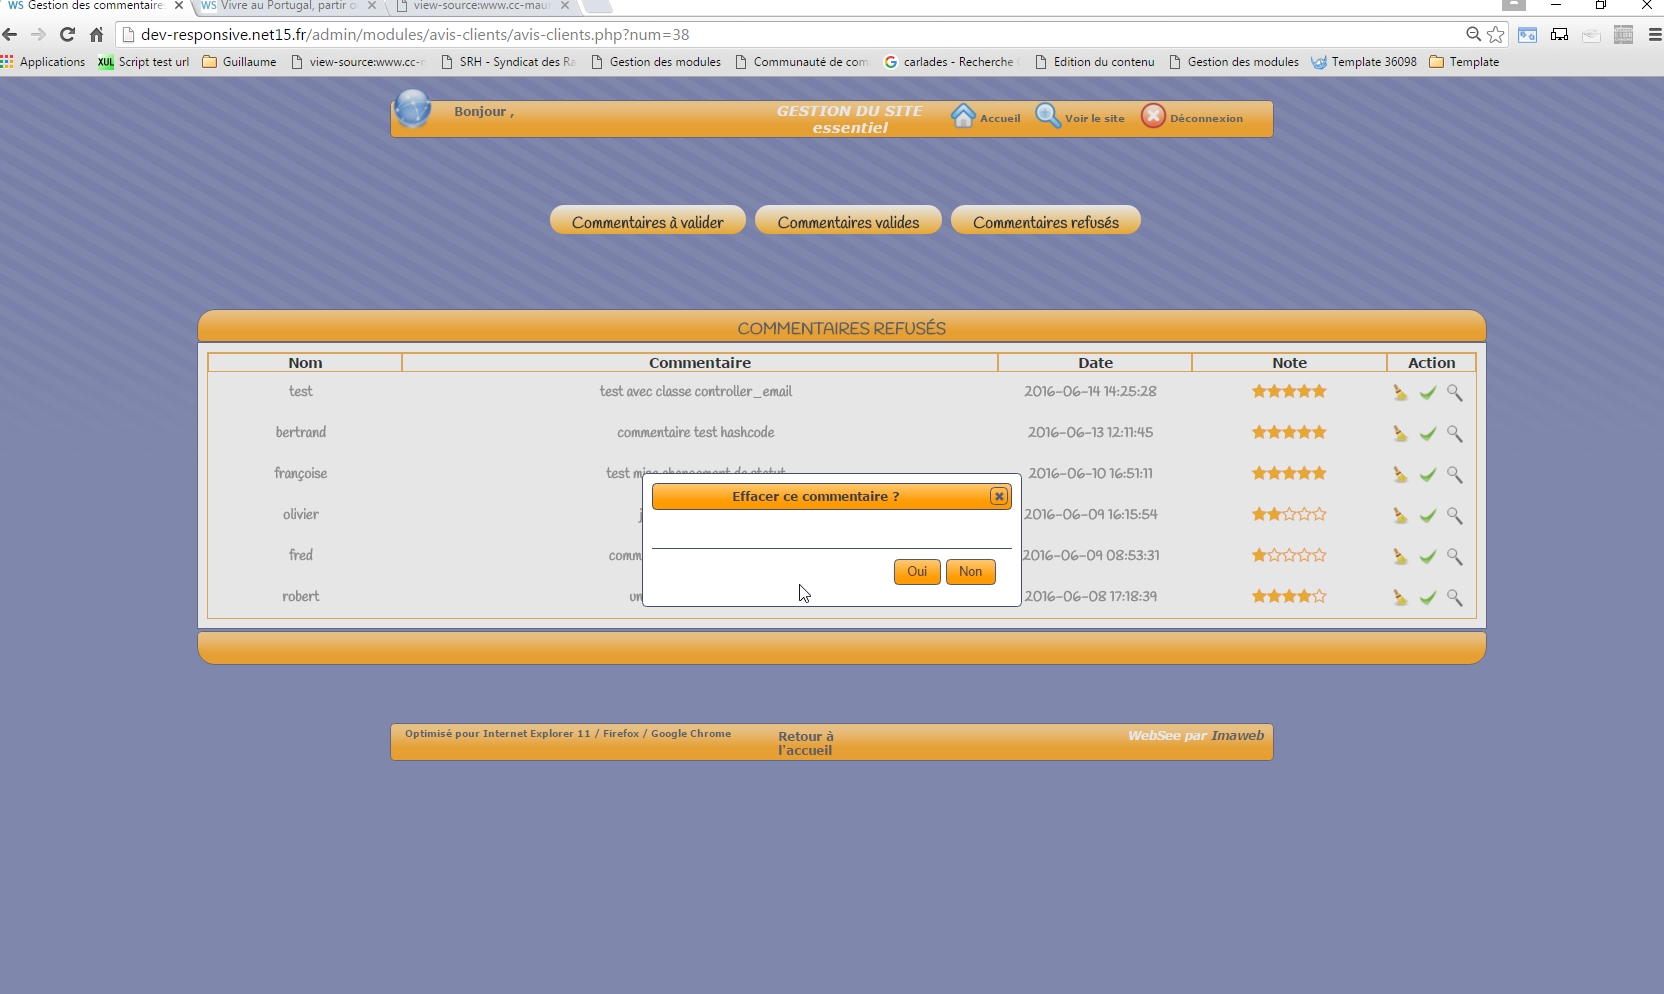 WS Gestion des commentaire
WS Vivre au Portugal, partir o
view-source:www.cc-mau
dev-responsive.net15.fr/admin/modules/avis-clients/avis-clients.php?num=38
Applications XUL Script test url Guillaume view-source:www.cc- SRH - Syndicat des Ra Gestion des modules Communauté de com carlades - Recherche Edition du contenu Gestion des modules Template 36098 Template
Bonjour ,
GESTION DU SITE
essentiel
Accueil Voir le site Déconnexion
Commentaires à valider Commentaires valides Commentaires refusés
COMMENTAIRES REFUSÉS
Nom Commentaire Date Note Action
test test avec classe controller_email 2016-06-14 14:25:28
bertrand commentaire test hashcode 2016-06-13 12:11:45
françoise test mise changement de statut 2016-06-10 16:51:11
olivier j 2016-06-09 16:15:54
fred comm 2016-06-09 08:53:31
robert un 2016-06-08 17:18:39
Effacer ce commentaire ?
Oui Non
Optimisé pour Internet Explorer 11 / Firefox / Google Chrome
Retour à
l'accueil
WebSee par Imaweb